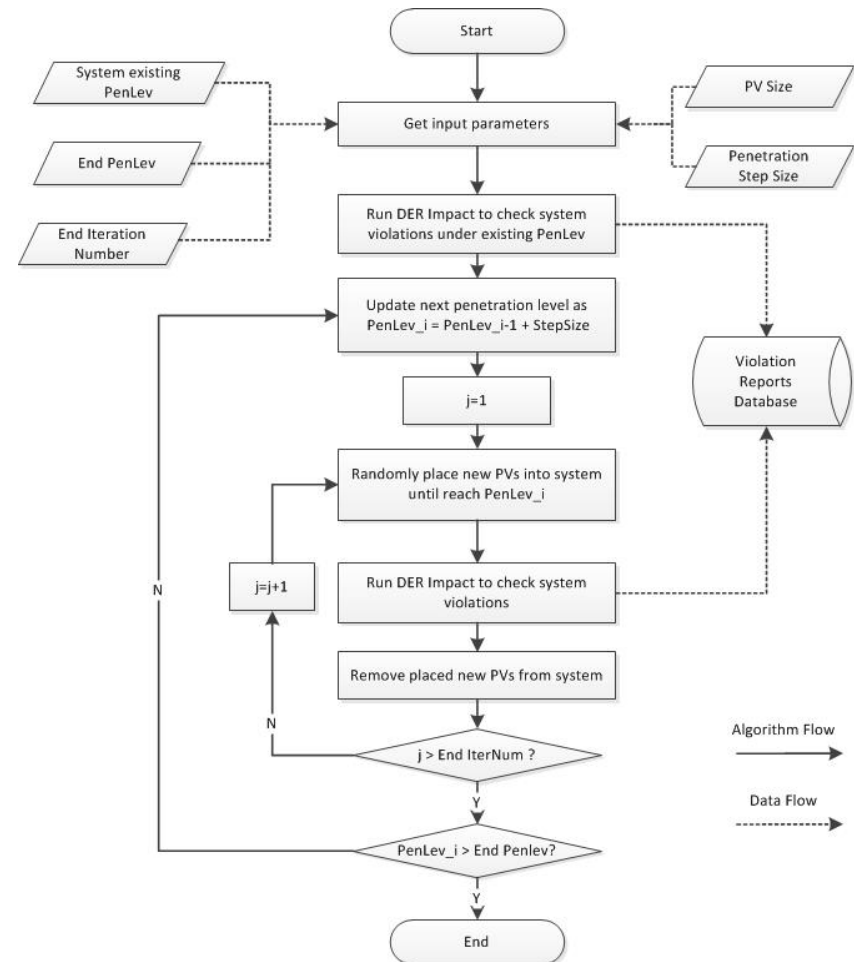 Start
System existing
PenLev
PV Size
Get input parameters
End PenLev
Penetration
Step Size
End Iteration
Number
Run DER Impact to check system
violations under existing PenLev
Update next penetration level as
PenLev_i = PenLev_i-1 + StepSize
Violation
Reports
Database
j=1
Randomly place new PVs into system
until reach PenLev_i
N
j=j+1
Run DER Impact to check system
violations
Remove placed new PVs from system
N
j > End IterNum ?
Algorithm Flow
Y
Data Flow
PenLev_i > End Penlev?
Y
End